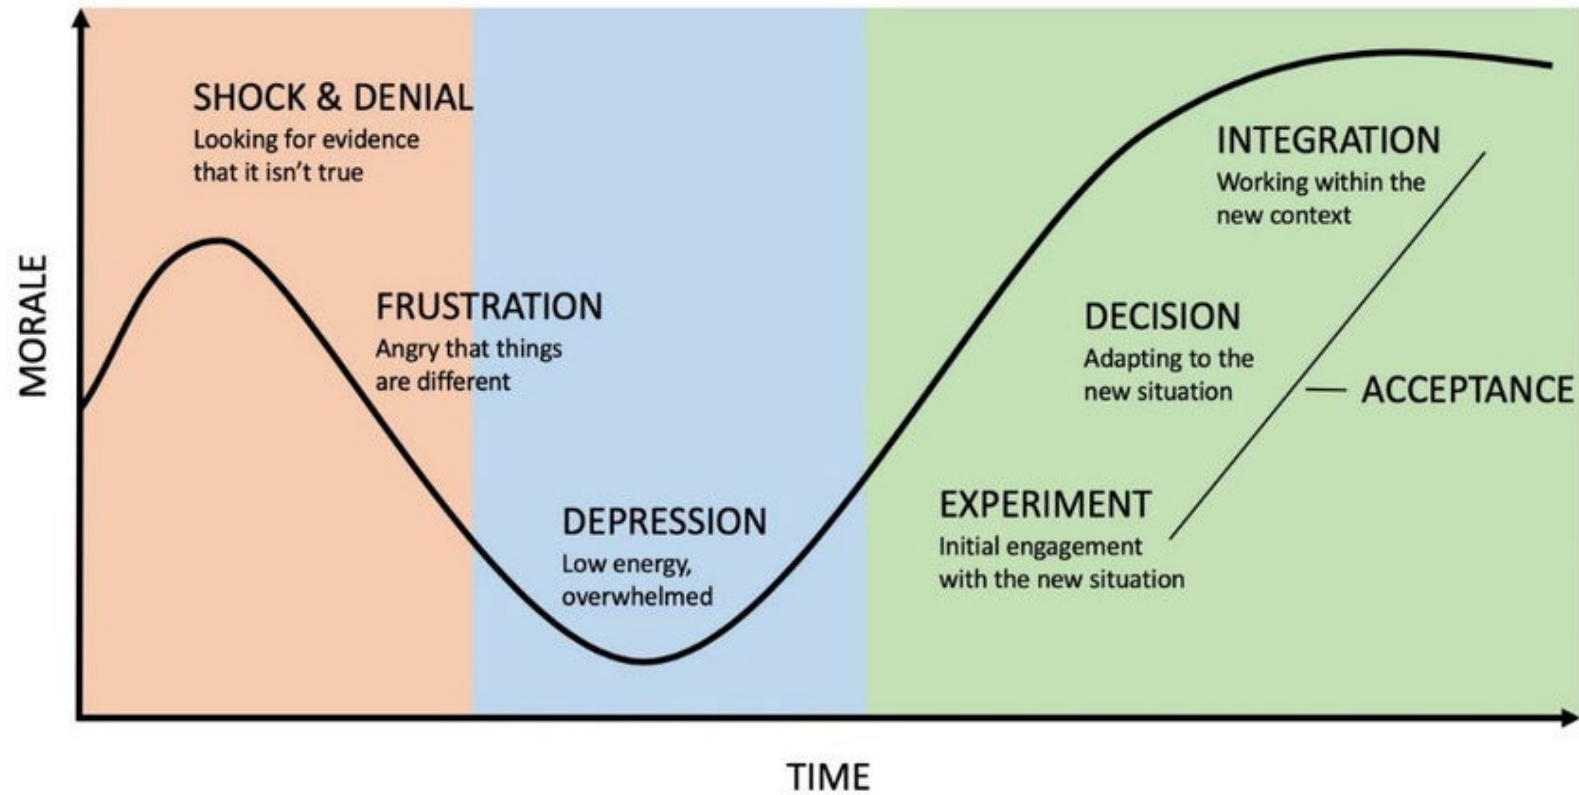 SHOCK & DENIAL
Looking for evidence
that it isn't true
FRUSTRATION
Angry that things
are different
DEPRESSION
Low energy,
overwhelmed
EXPERIMENT
Initial engagement
with the new situation
DECISION
Adapting to the
new situation
INTEGRATION
Working within the
new context
ACCEPTANCE
MORALE
TIME